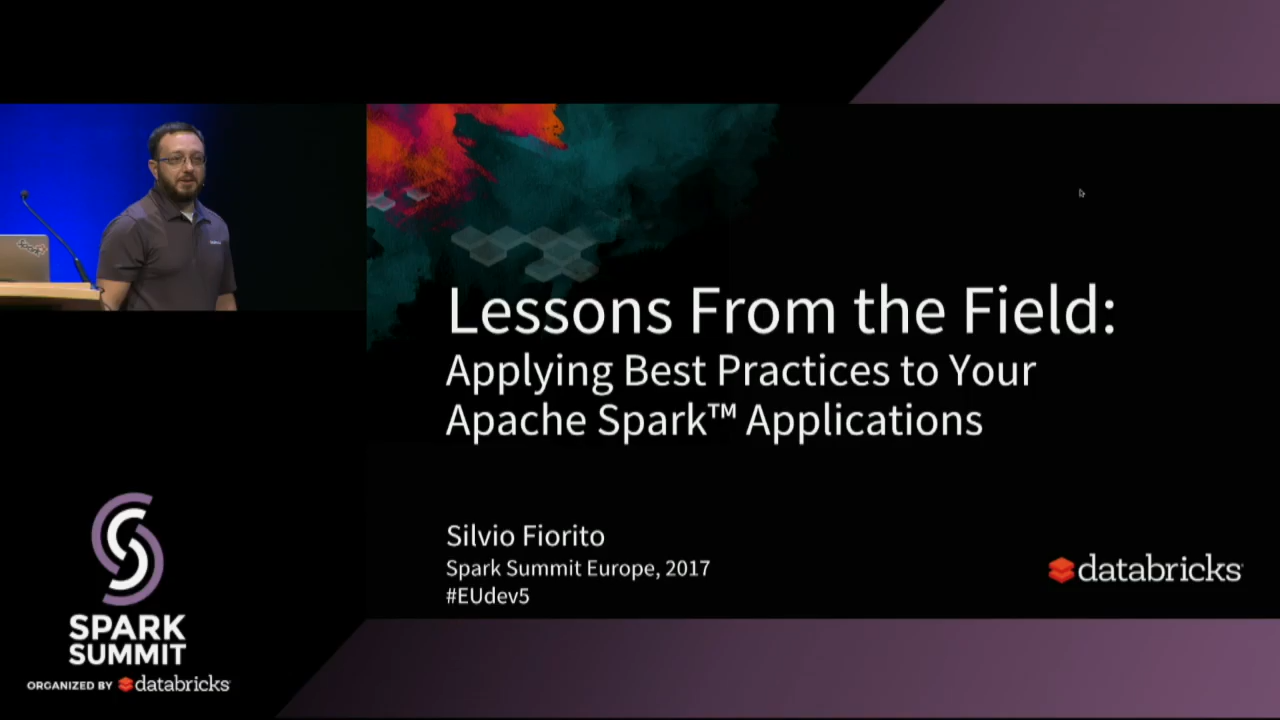 Lessons From the Field:
Applying Best Practices to Your
Apache Spark™ Applications
Silvio Fiorito
Spark Summit Europe, 2017
#EUdev5
databricks
SPARK
SUMMIT
ORGANIZED BY databricks